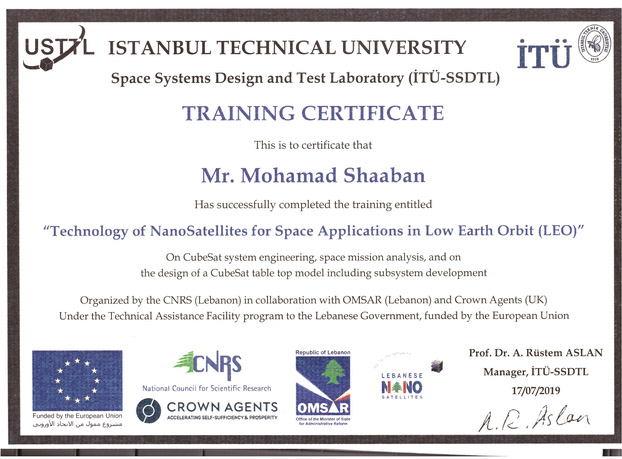 USTTL ISTANBUL TECHNICAL UNIVERSITY İTÜ
Space Systems Design and Test Laboratory (İTÜ-SSDTL)
TRAINING CERTIFICATE
This is to certificate that
Mr. Mohamad Shaaban
Has successfully completed the training entitled
“Technology of NanoSatellites for Space Applications in Low Earth Orbit (LEO)”
On CubeSat system engineering, space mission analysis, and on
the design of a CubeSat table top model including subsystem development
Organized by the CNRS (Lebanon) in collaboration with OMSAR (Lebanon) and Crown Agents (UK)
Under the Technical Assistance Facility program to the Lebanese Government, funded by the European Union
Funded by the European Union
مشروع ممول من الاتحاد الأوروبي
CNRS
National Council for Scientific Research
CROWN AGENTS
ACCELERATING SELF-SUFFICIENCY & PROSPERITY
Republic of Lebanon
OMSAR
Office of the Minister of State
for Administrative Reform
LEBANESE
NANO
SATELLITES
Prof. Dr. A. Rüstem ASLAN
Manager, İTÜ-SSDTL
17/07/2019
A. R. Aslan